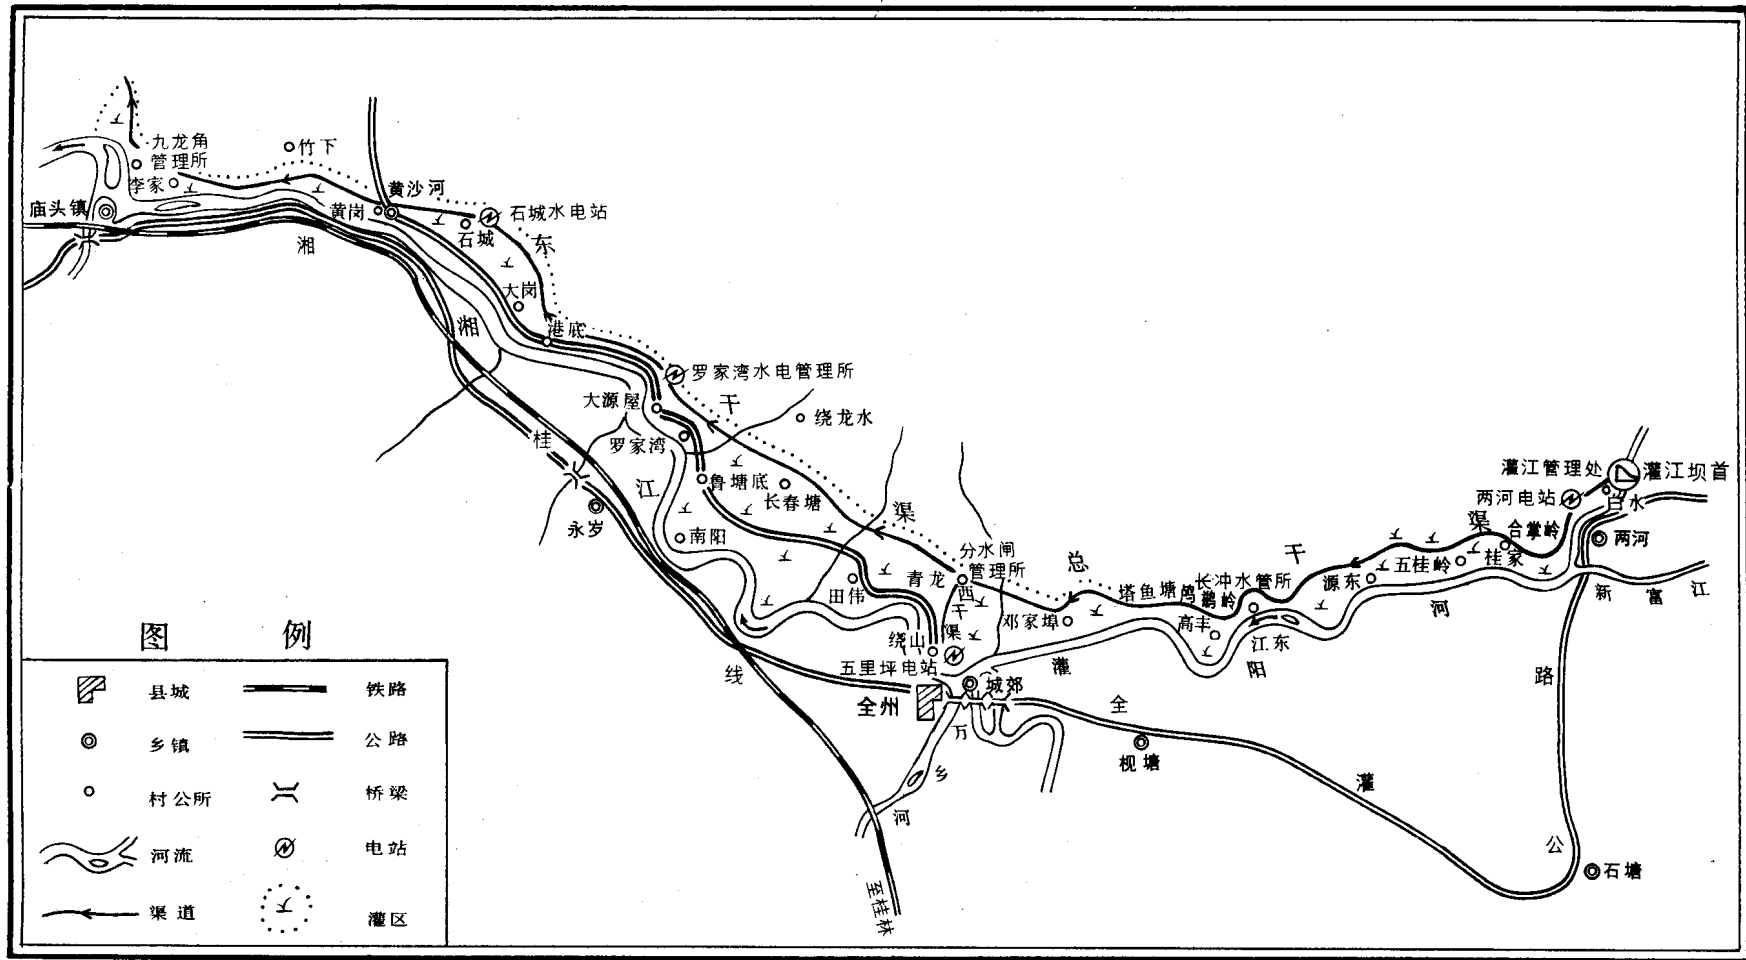 九龙角
管理所
竹下
李家
黄沙河
庙头镇
黄岗
石城水电站
石城
东
湘
大岗
湘
港底
罗家湾水电管理所
大源屋
干
绕龙水
桂
罗家湾
灌江管理处
灌江坝首
鲁塘底
江
长春塘
两河电站
白水
永岁
渠
渠
合掌岭
南阳
分水闸
管理所
两河
青龙
西
干
渠
总
干
长冲水管所
塔鱼塘
鸪鹚岭
源东
五桂岭
桂家
田伟
邓家埠
高丰
河
新富江
绕山
江东
阳
灌
五里坪电站
线
城郊
全州
万
乡
河
全
灌
公
路
枧塘
石塘
至桂林
图例
县城
铁路
乡镇
公路
村公所
桥梁
河流
电站
渠道
灌区